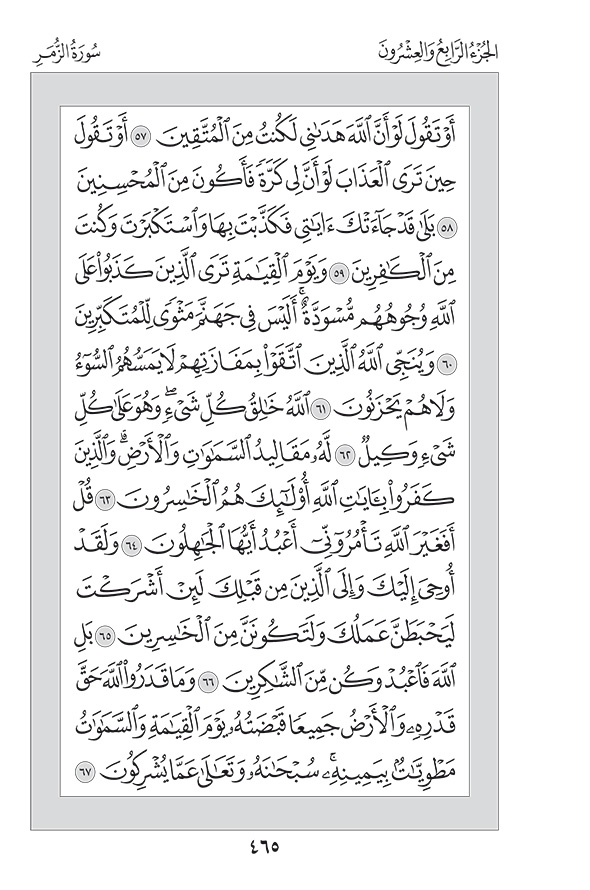 الجُزْءُ الرَّابِعُ وَالعِشْرُونَ
سُورَةُ الزُّمَرِ
أَوْ تَقُولَ لَوْ أَنَّ ٱللَّهَ هَدَىٰنِى لَكُنتُ مِنَ ٱلْمُتَّقِينَ ٥٧ أَوْ تَقُولَ
حِينَ تَرَى ٱلْعَذَابَ لَوْ أَنَّ لِى كَرَّةً فَأَكُونَ مِنَ ٱلْمُحْسِنِينَ
٥٨ بَلَىٰ قَدْ جَآءَتْكَ ءَايَٰتِى فَكَذَّبْتَ بِهَا وَٱسْتَكْبَرْتَ وَكُنتَ
مِنَ ٱلْكَٰفِرِينَ ٥٩ وَيَوْمَ ٱلْقِيَٰمَةِ تَرَى ٱلَّذِينَ كَذَبُوا۟ عَلَى
ٱللَّهِ وُجُوهُهُم مُّسْوَدَّةٌ ۚ أَلَيْسَ فِى جَهَنَّمَ مَثْوًى لِّلْمُتَكَبِّرِينَ
٦٠ وَيُنَجِّى ٱللَّهُ ٱلَّذِينَ ٱتَّقَوْا۟ بِمَفَازَتِهِمْ لَا يَمَسُّهُمُ ٱلسُّوٓءُ
وَلَا هُمْ يَحْزَنُونَ ٦١ ٱللَّهُ خَٰلِقُ كُلِّ شَىْءٍ ۖ وَهُوَ عَلَىٰ كُلِّ
شَىْءٍ وَكِيلٌ ٦٢ لَّهُۥ مَقَالِيدُ ٱلسَّمَٰوَٰتِ وَٱلْأَرْضِ ۗ وَٱلَّذِينَ
كَفَرُوا۟ بِـَٔايَٰتِ ٱللَّهِ أُو۟لَٰٓئِكَ هُمُ ٱلْخَٰسِرُونَ ٦٣ قُلْ
أَفَغَيْرَ ٱللَّهِ تَأْمُرُوٓنِّىٓ أَعْبُدُ أَيُّهَا ٱلْجَٰهِلُونَ ٦٤ وَلَقَدْ
أُوحِىَ إِلَيْكَ وَإِلَى ٱلَّذِينَ مِن قَبْلِكَ لَئِنْ أَشْرَكْتَ
لَيَحْبَطَنَّ عَمَلُكَ وَلَتَكُونَنَّ مِنَ ٱلْخَٰسِرِينَ ٦٥ بَلِ
ٱللَّهَ فَٱعْبُدْ وَكُن مِّنَ ٱلشَّٰكِرِينَ ٦٦ وَمَا قَدَرُوا۟ ٱللَّهَ حَقَّ
قَدْرِهِۦ وَٱلْأَرْضُ جَمِيعًا قَبْضَتُهُۥ يَوْمَ ٱلْقِيَٰمَةِ وَٱلسَّمَٰوَٰتُ
مَطْوِيَّٰتٌۢ بِيَمِينِهِۦ ۚ سُبْحَٰنَهُۥ وَتَعَٰلَىٰ عَمَّا يُشْرِكُونَ ٦٧
٤٦٥